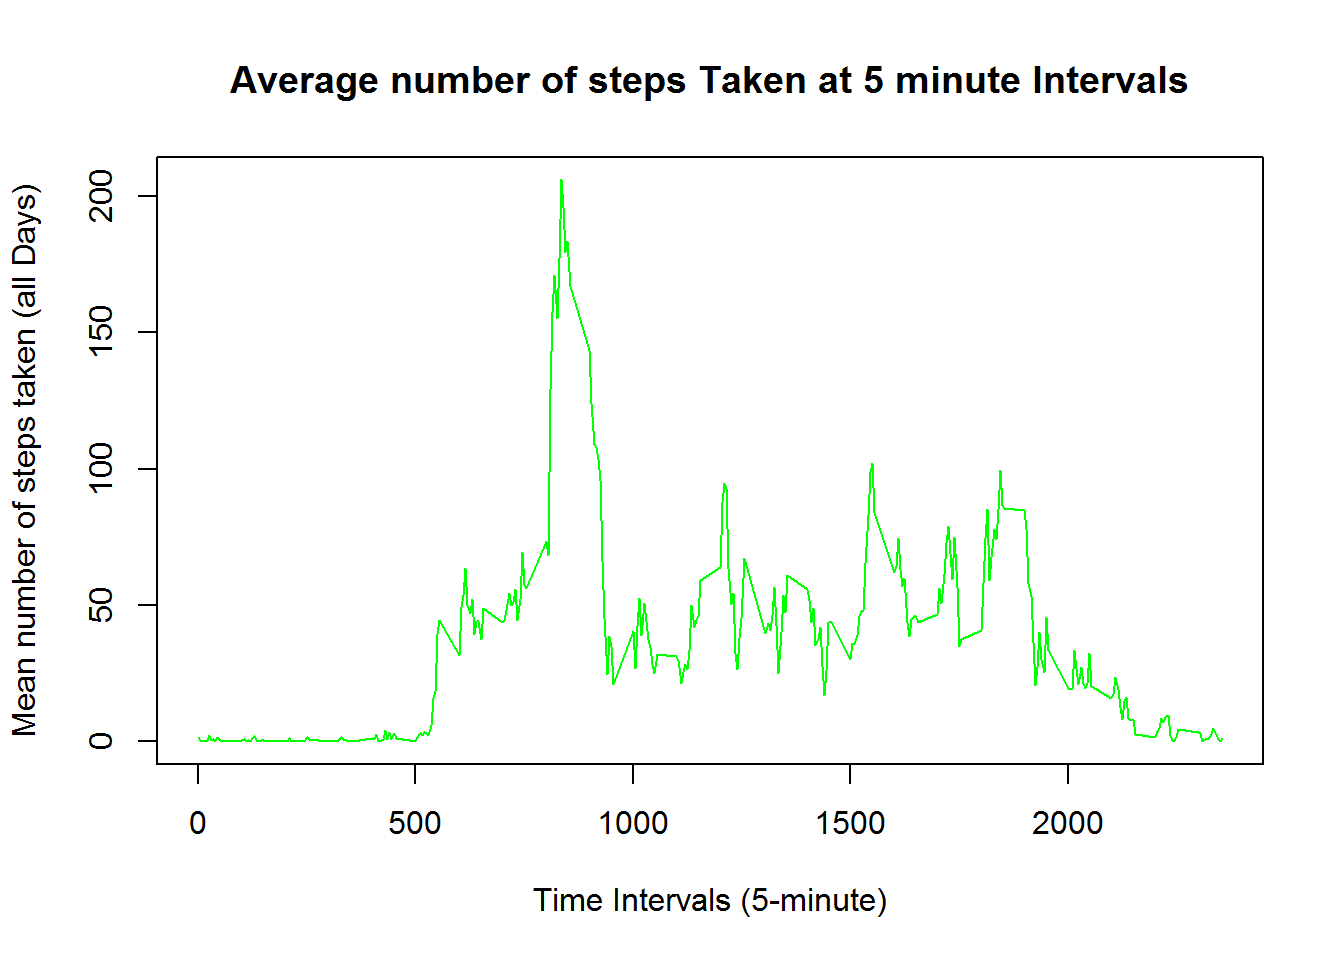 Average number of steps Taken at 5 minute Intervals
Mean number of steps taken (all Days)
200
150
100
50
0
0 500 1000 1500 2000
Time Intervals (5-minute)